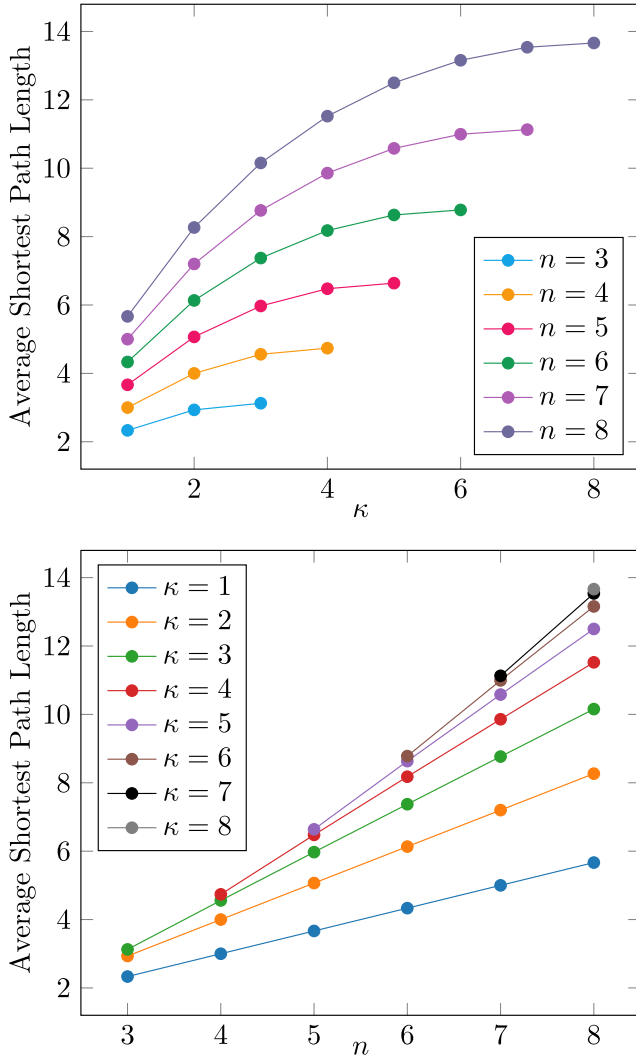 Average Shortest Path Length
14
12
10
8
6
4
2
2
4
6
8
κ
n = 3
n = 4
n = 5
n = 6
n = 7
n = 8
Average Shortest Path Length
14
12
10
8
6
4
2
κ = 1
κ = 2
κ = 3
κ = 4
κ = 5
κ = 6
κ = 7
κ = 8
3
4
5
6
7
8
n